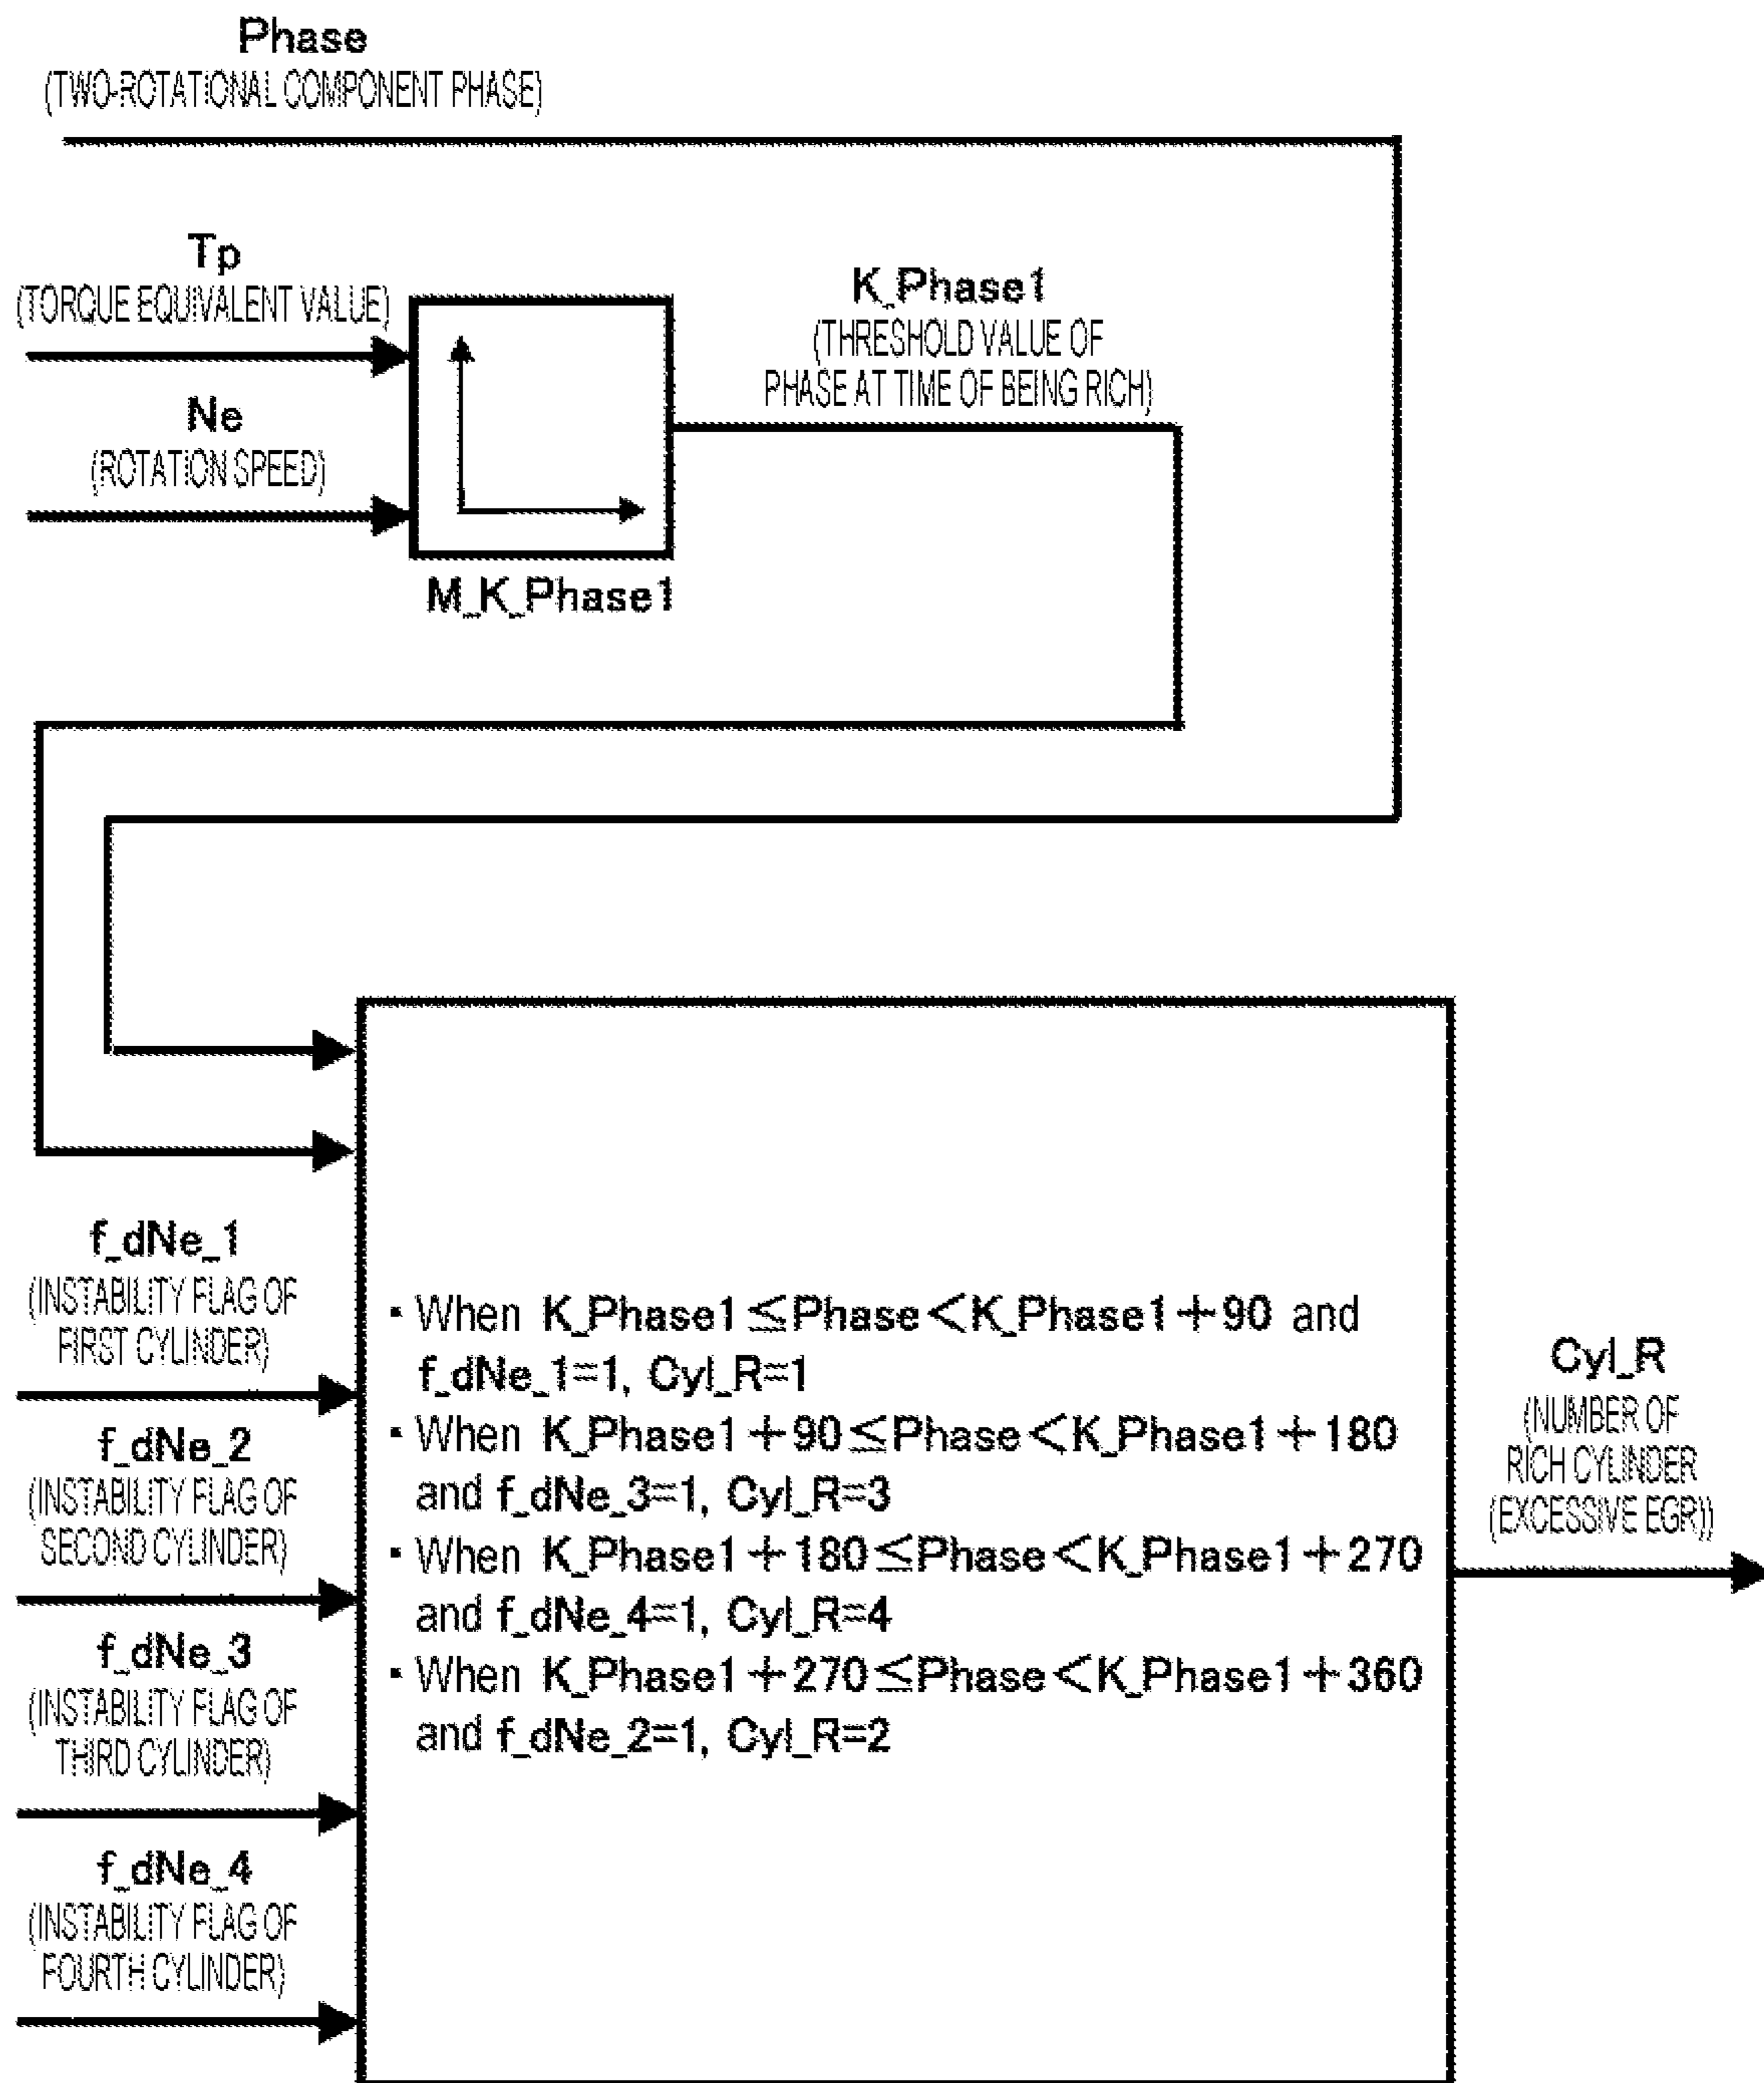 Phase
(TWO-ROTATIONAL COMPONENT PHASE)
Tp
(TORQUE EQUIVALENT VALUE)
Ne
(ROTATION SPEED)
M_K_Phase1
K_Phase1
(THRESHOLD VALUE OF
PHASE AT TIME OF BEING RICH)
f_dNe_1
(INSTABILITY FLAG OF
FIRST CYLINDER)
f_dNe_2
(INSTABILITY FLAG OF
SECOND CYLINDER)
f_dNe_3
(INSTABILITY FLAG OF
THIRD CYLINDER)
f_dNe_4
(INSTABILITY FLAG OF
FOURTH CYLINDER)
・When K_Phase1≦Phase<K_Phase1+90 and
f_dNe_1=1, Cyl_R=1
・When K_Phase1+90≦Phase<K_Phase1+180
and f_dNe_3=1, Cyl_R=3
・When K_Phase1+180≦Phase<K_Phase1+270
and f_dNe_4=1, Cyl_R=4
・When K_Phase1+270≦Phase<K_Phase1+360
and f_dNe_2=1, Cyl_R=2
Cyl_R
(NUMBER OF
RICH CYLINDER
(EXCESSIVE EGR))